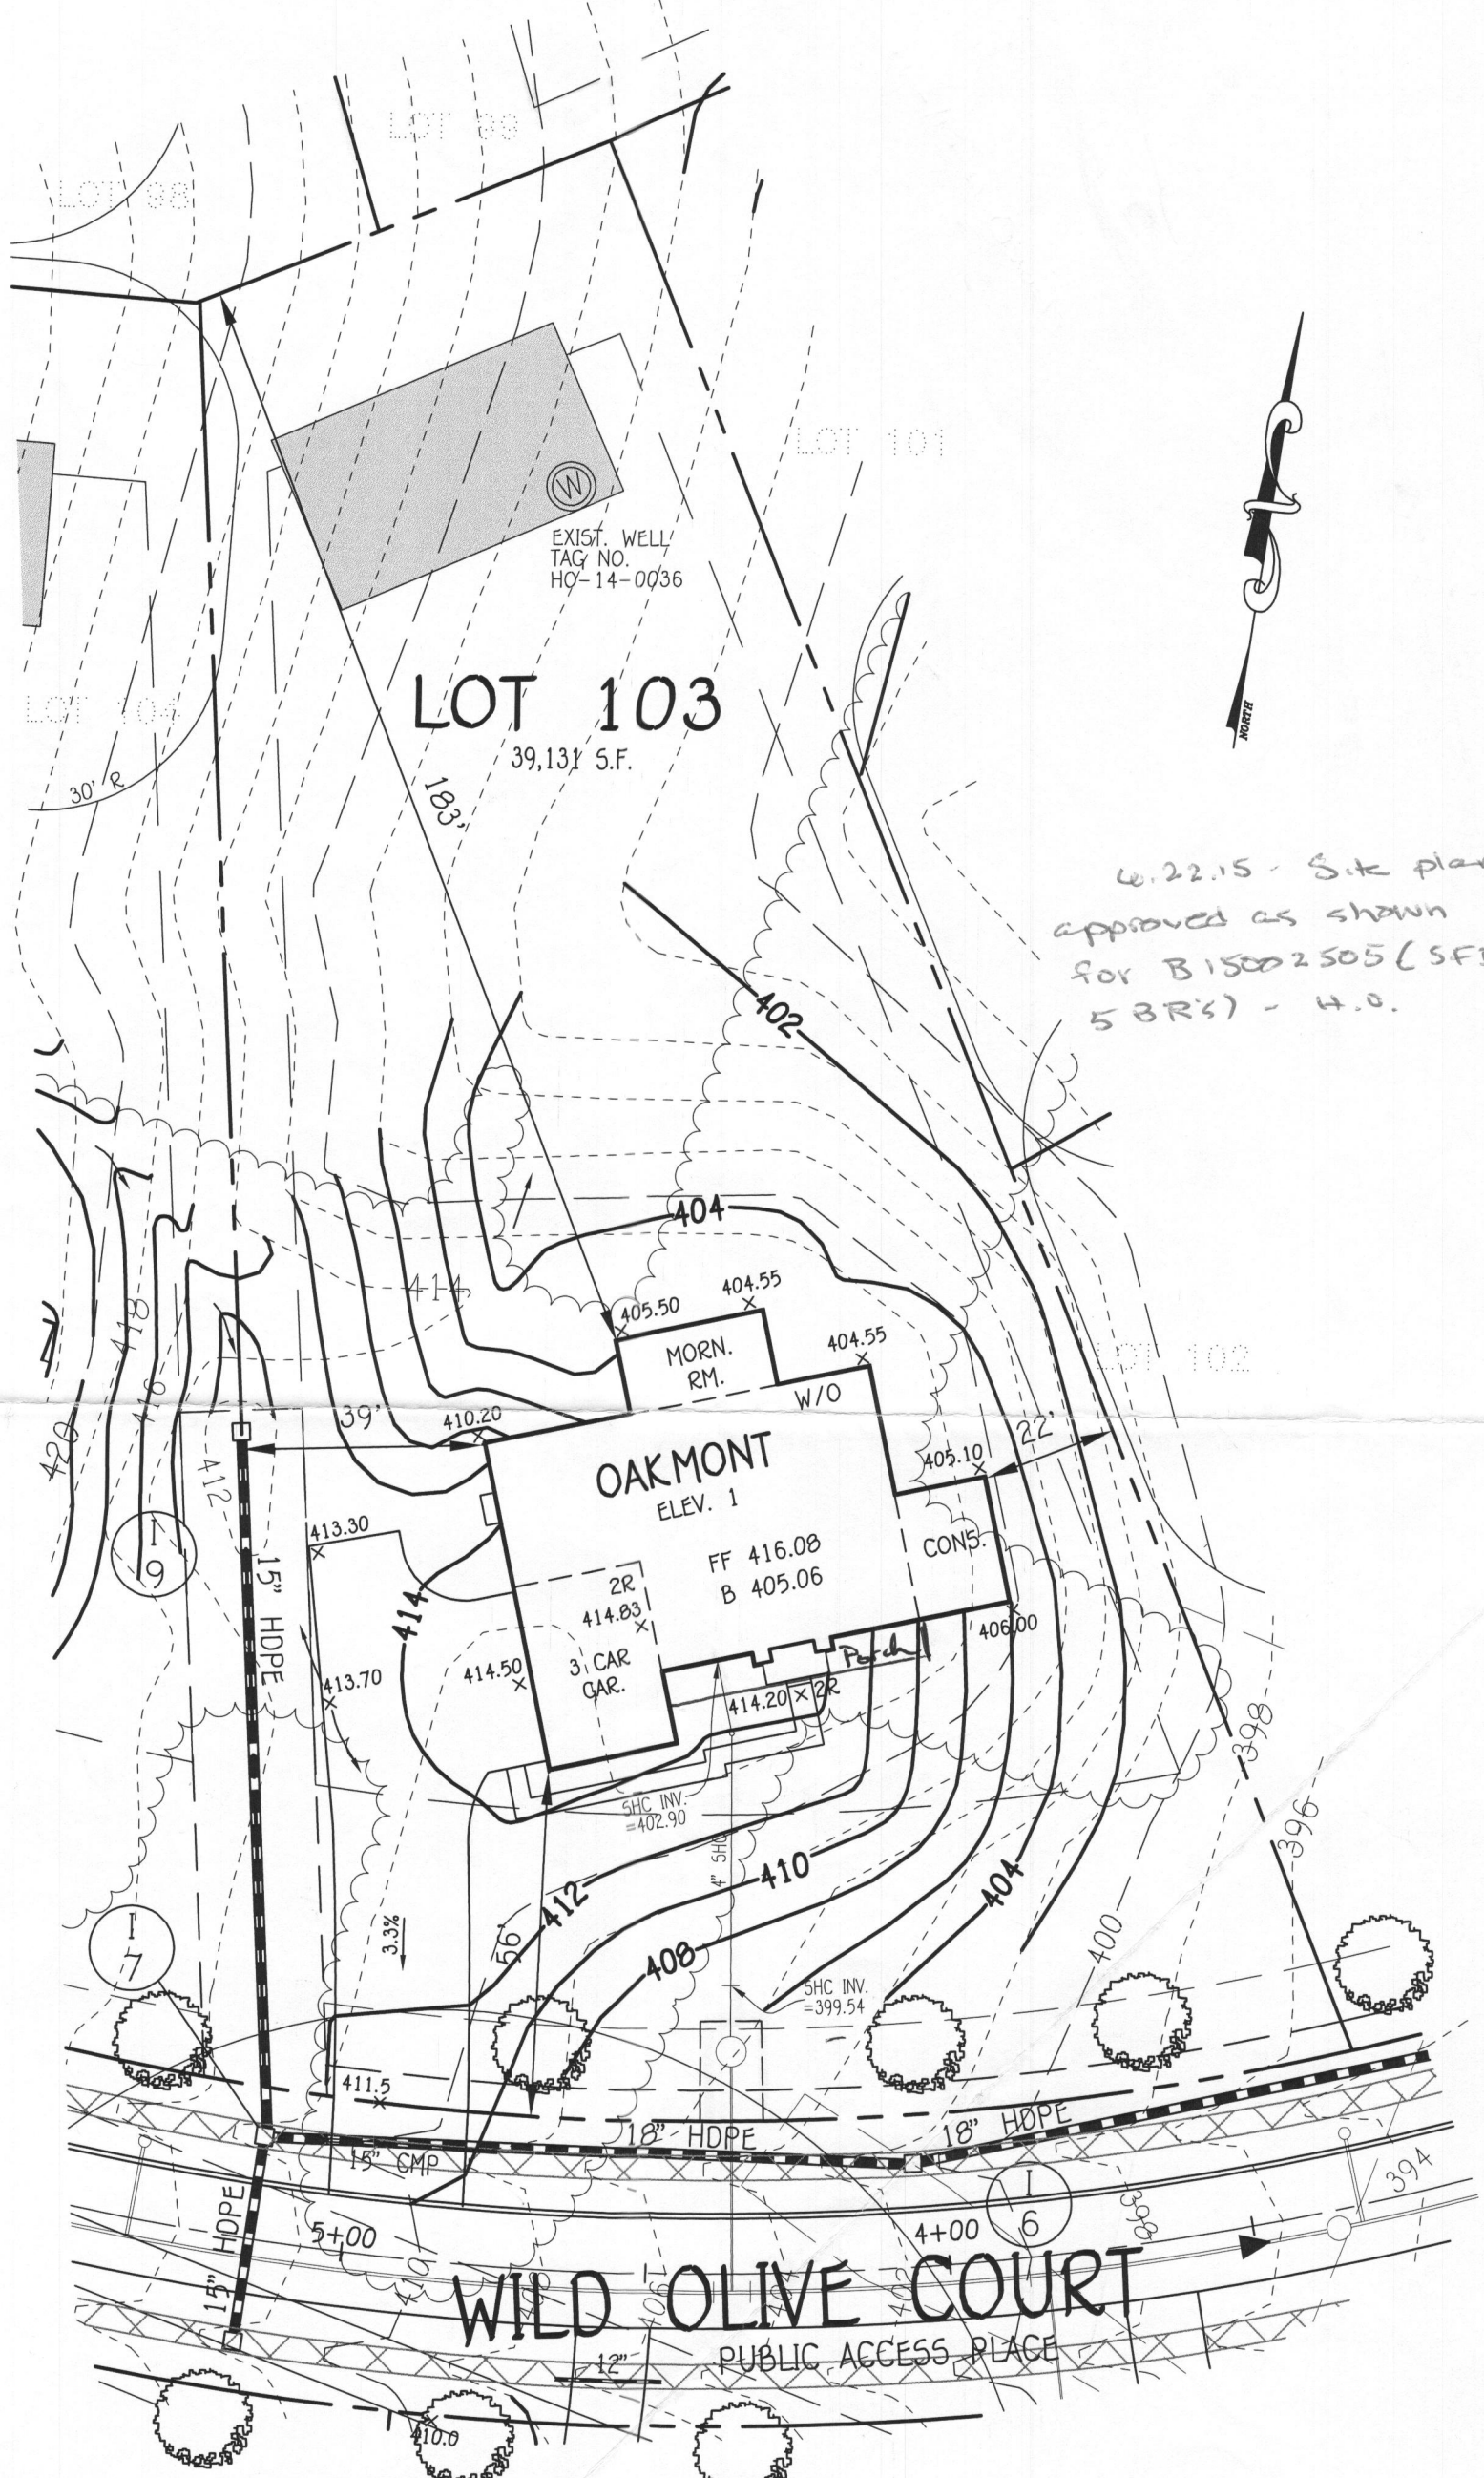 LOT 99
LOT 98
LOT 101
W
EXIST. WELL
TAG NO.
HO-14-0036
LOT 103
39,131 S.F.
LOT 104
30' R
183'
NORTH
6.22.15 - Site plan
approved as shown
for B15002505 (SFD
5 BR's) - H.O.
402
404
414
404.55
405.50
MORN.
RM.
404.55
LOT 102
418
416
420
412
W/O
39'
410.20
22'
405.10
OAKMONT
ELEV. 1
CONS.
FF 416.08
B 405.06
413.30
I
9
15" HDPE
414
2R
414.83
406.00
Porch
3 CAR
GAR.
414.50
413.70
414.20
2R
398
SHC INV.
=402.90
396
4" SHC
410
412
404
3.3%
56'
400
408
I
7
SHC INV.
=399.54
411.5
18" HDPE
18" HDPE
15" CMP
394
I
6
15" HDPE
5+00
4+00
410
WILD OLIVE COURT
12"
PUBLIC ACCESS PLACE
410.0